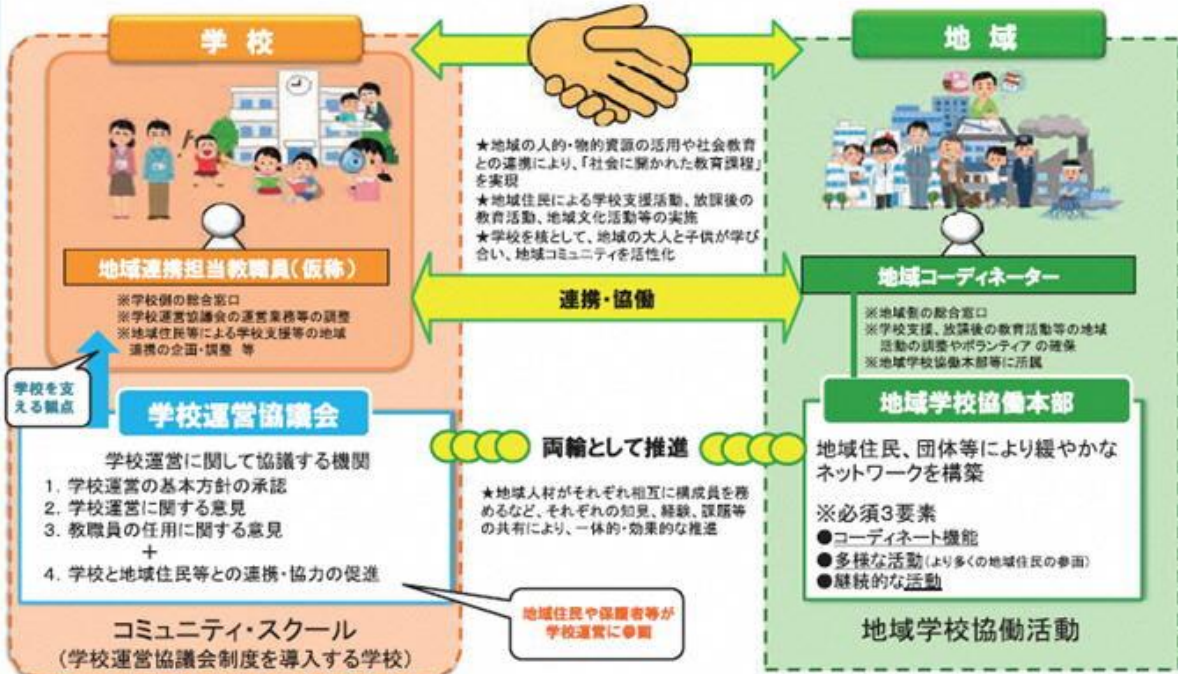 学校
地域
★地域の人的・物的資源の活用や社会教育
との連携により、「社会に開かれた教育課程」
を実現
★地域住民による学校支援活動、放課後の
教育活動、地域文化活動等の実施
★学校を核として、地域の大人と子供が学び
合い、地域コミュニティを活性化
地域連携担当教職員(仮称)
※学校側の総合窓口
※学校運営協議会の運営業務等の調整
※地域住民等による学校支援等の地域
連携の企画・調整 等
連携・協働
地域コーディネーター
※地域側の総合窓口
※学校支援、放課後の教育活動等の地域
活動の調整やボランティアの確保
※地域学校協働本部等に所属
学校を支
える観点
学校運営協議会
学校運営に関して協議する機関
1. 学校運営の基本方針の承認
2. 学校運営に関する意見
3. 教職員の任用に関する意見
+
4. 学校と地域住民等との連携・協力の促進
両輪として推進
★地域人材がそれぞれ相互に構成員を務
めるなど、それぞれの知見、経験、課題等
の共有により、一体的・効果的な推進
地域学校協働本部
地域住民、団体等により緩やかな
ネットワークを構築
※必須3要素
●コーディネート機能
●多様な活動(より多くの地域住民の参画)
●継続的な活動
地域住民や保護者等が
学校運営に参画
コミュニティ・スクール
(学校運営協議会制度を導入する学校)
地域学校協働活動